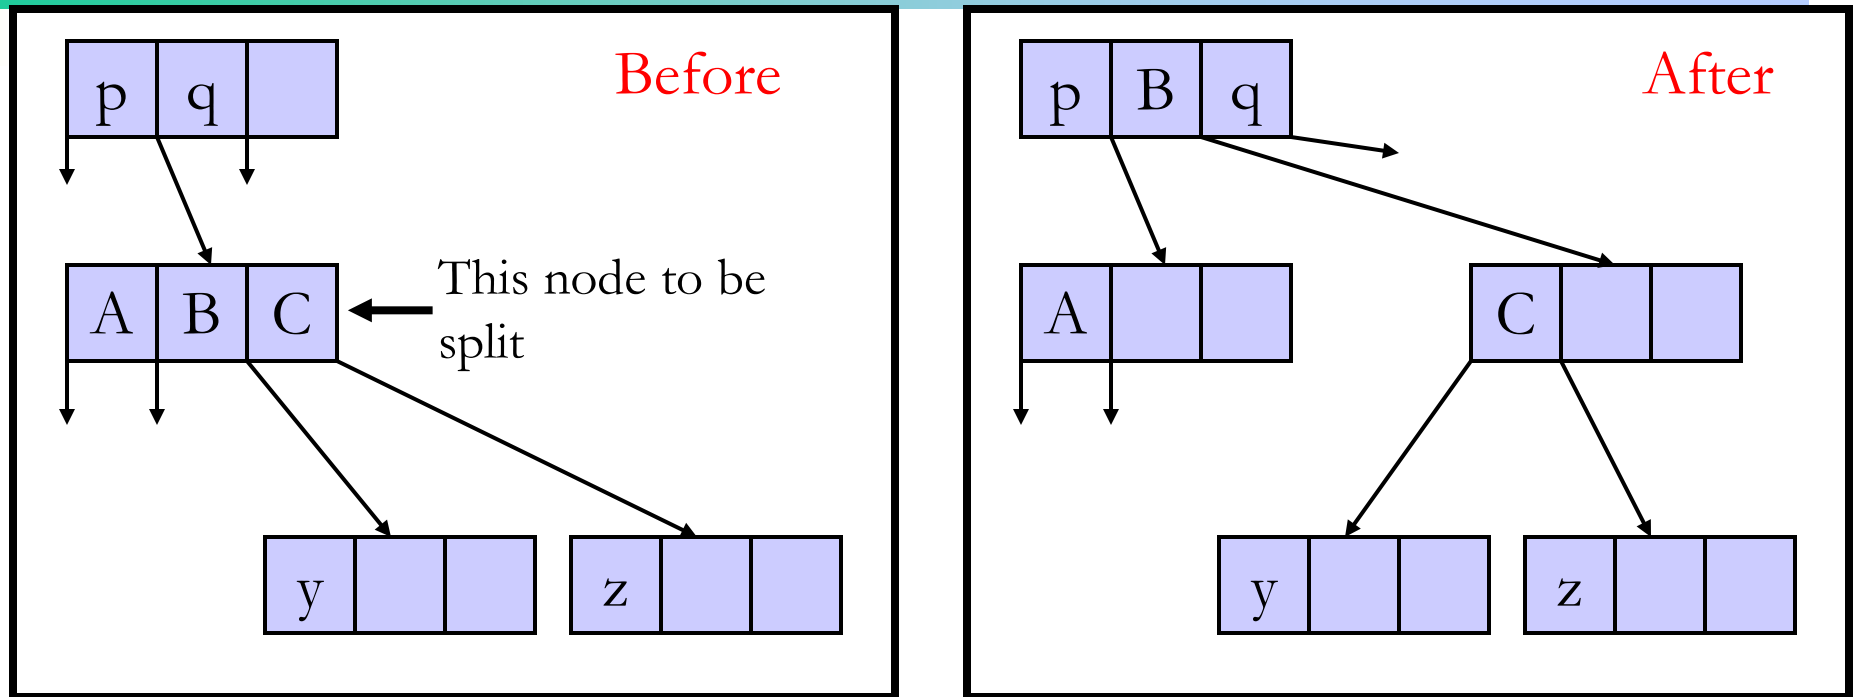 Before
p q
A B C
This node to be
split
y
z
After
p B q
A
C
y
z